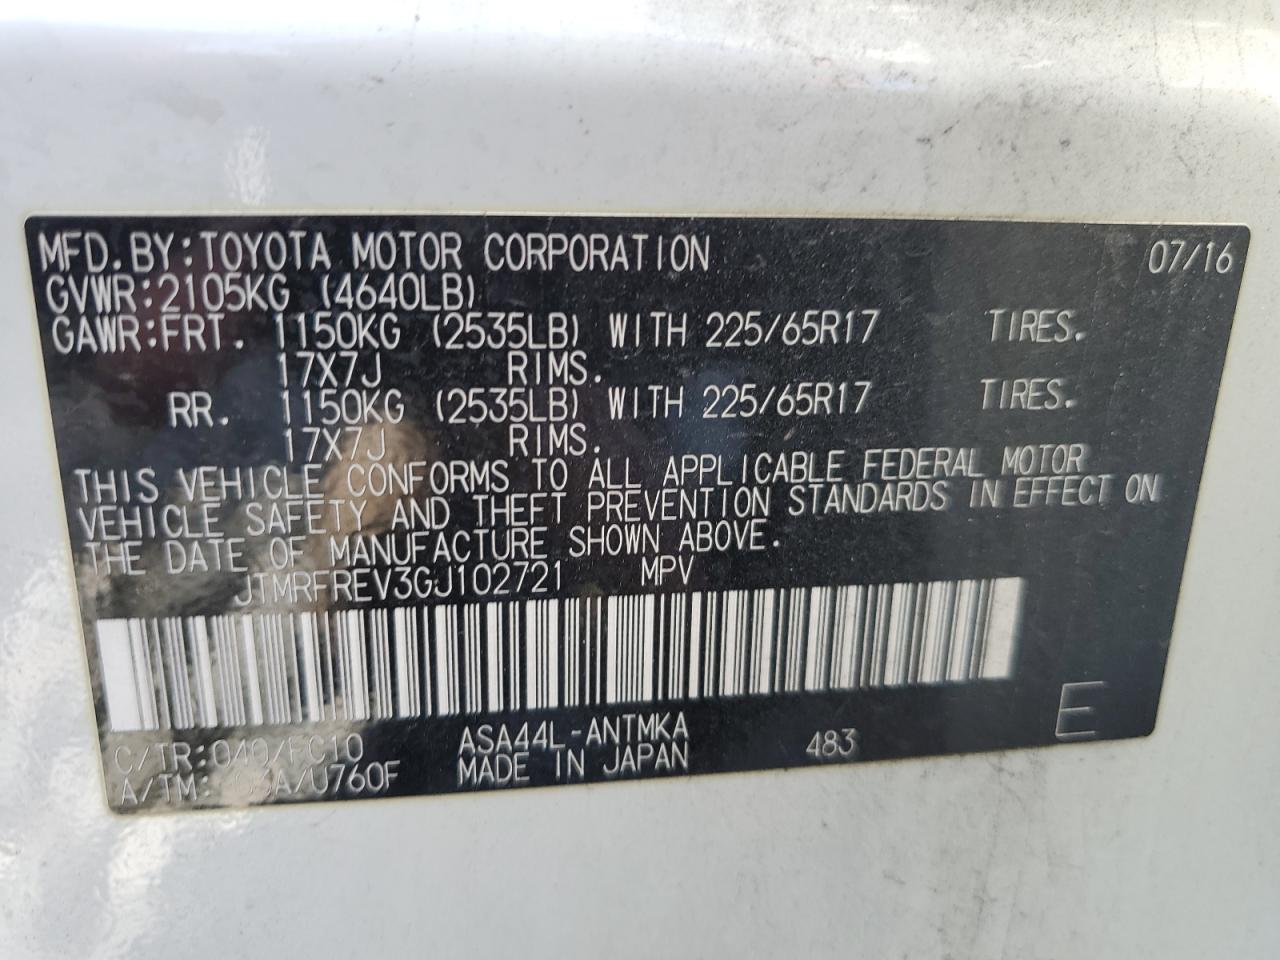 MFD. BY: TOYOTA MOTOR CORPORATION 07/16
GVWR: 2105KG (4640LB)
GAWR: FRT. 1150KG (2535LB) WITH 225/65R17 TIRES.
17X7J RIMS.
RR. 1150KG (2535LB) WITH 225/65R17 TIRES.
17X7J RIMS.
THIS VEHICLE CONFORMS TO ALL APPLICABLE FEDERAL MOTOR
VEHICLE SAFETY AND THEFT PREVENTION STANDARDS IN EFFECT ON
THE DATE OF MANUFACTURE SHOWN ABOVE.
JTMRFREV3GJ102721 MPV
C/TR: 040/FC10 ASA44L-ANTMKA 483 E
A/TM: /U760F MADE IN JAPAN